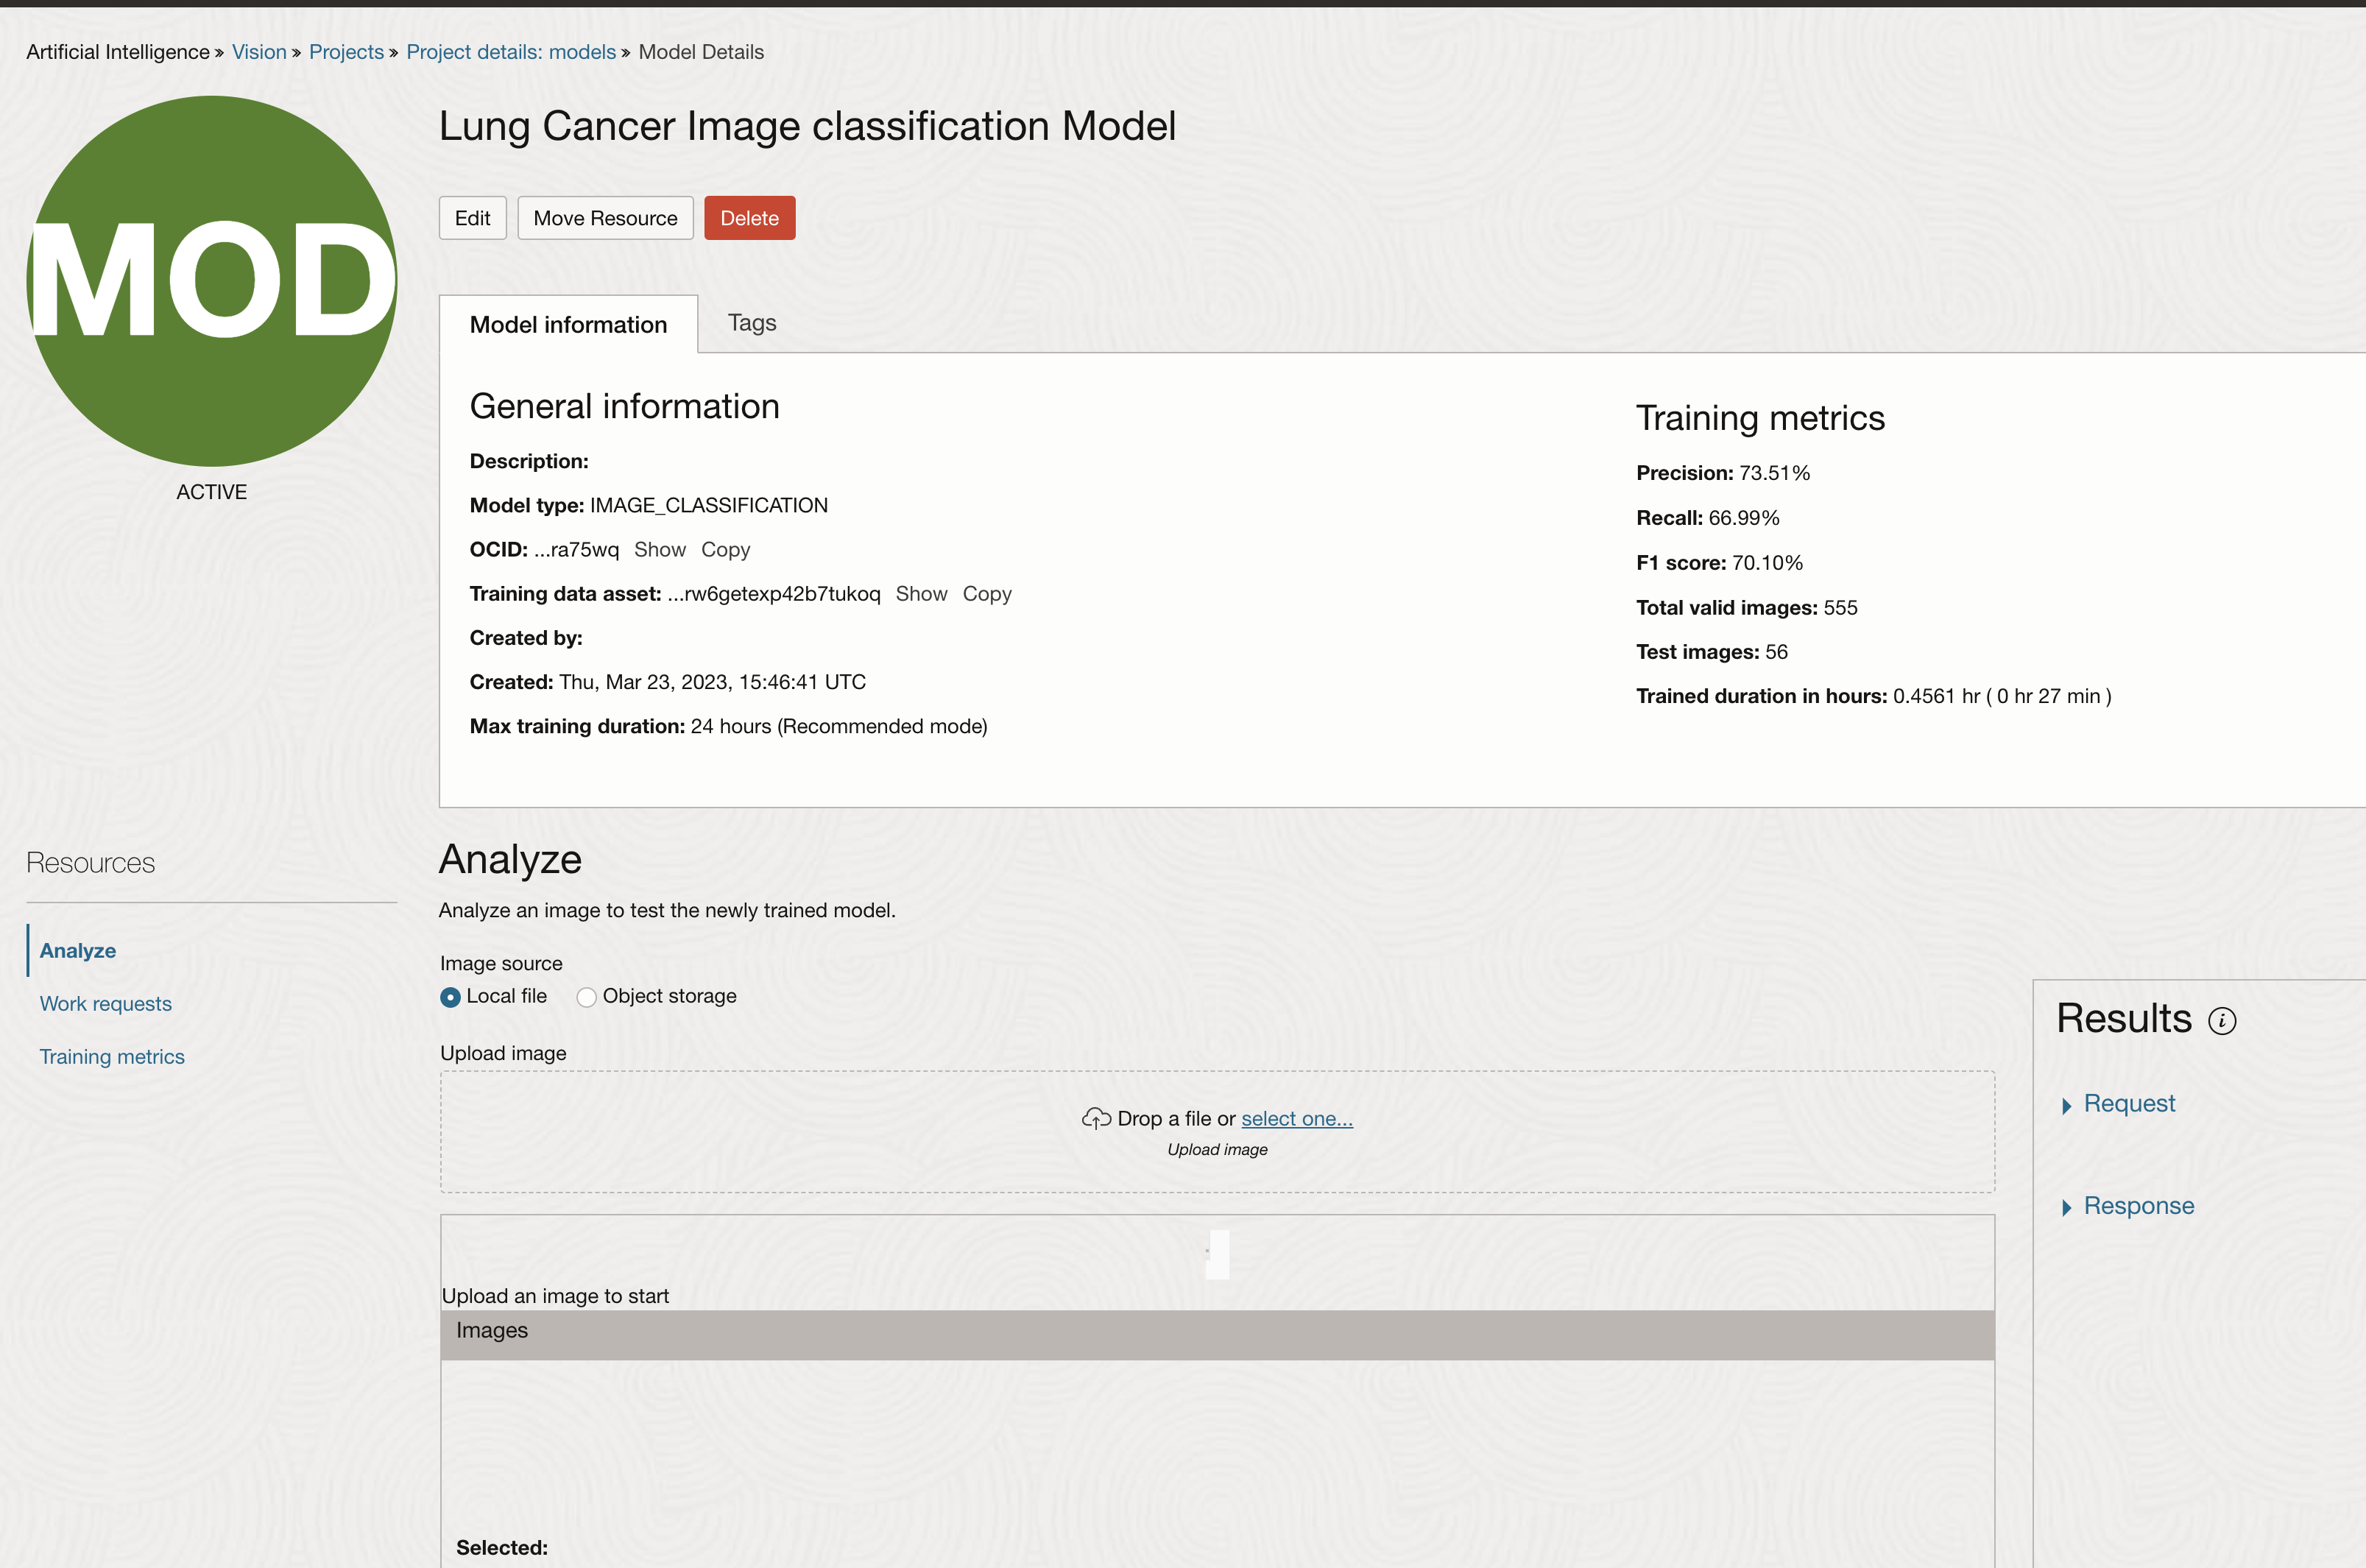 Artificial Intelligence » Vision » Projects » Project details: models » Model Details
MOD
ACTIVE
Lung Cancer Image classification Model
Edit Move Resource Delete
Model information Tags
General information
Description:
Model type: IMAGE_CLASSIFICATION
OCID: ...ra75wq Show Copy
Training data asset: ...rw6getexp42b7tukoq Show Copy
Created by:
Created: Thu, Mar 23, 2023, 15:46:41 UTC
Max training duration: 24 hours (Recommended mode)
Training metrics
Precision: 73.51%
Recall: 66.99%
F1 score: 70.10%
Total valid images: 555
Test images: 56
Trained duration in hours: 0.4561 hr ( 0 hr 27 min )
Resources
Analyze
Work requests
Training metrics
Analyze
Analyze an image to test the newly trained model.
Image source
Local file Object storage
Upload image
Drop a file or select one...
Upload image
Upload an image to start
Images
Selected:
Results i
Request
Response